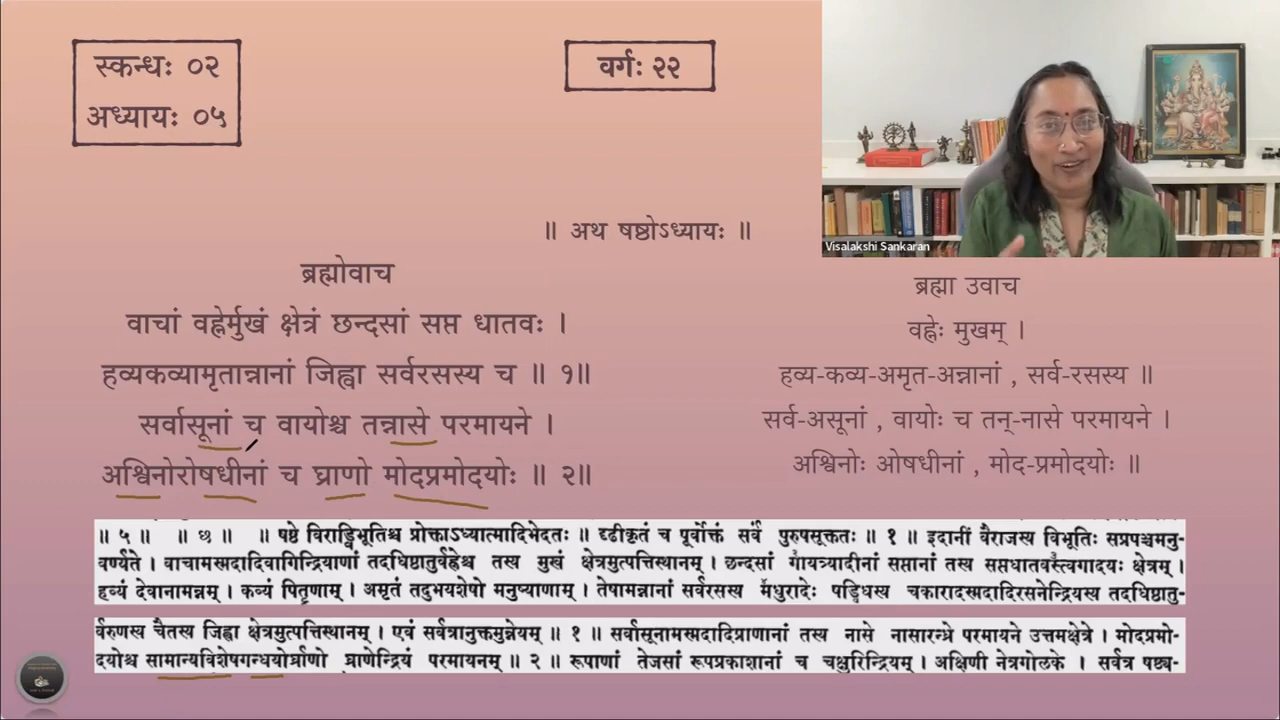 स्कन्धः ०२
अध्यायः ०५
वर्गः २२
Visalakshi Sankaran
॥ अथ षष्ठोऽध्यायः ॥
ब्रह्मोवाच
वाचां वह्नेर्मुखं क्षेत्रं छन्दसां सप्त धातवः ।
हव्यकव्यामृतान्नानां जिह्वा सर्वरसस्य च ॥ १॥
सर्वासूनां च वायोश्च तन्नासे परमायने ।
अश्विनोरोषधीनां च घ्राणो मोदप्रमोदयोः ॥ २॥
ब्रह्मा उवाच
वह्नेः मुखम् ।
हव्य-कव्य-अमृत-अन्नानां , सर्व-रसस्य ॥
सर्व-असूनां , वायोः च तन्-नासे परमायने ।
अश्विनोः ओषधीनां , मोद-प्रमोदयोः ॥
॥ ५ ॥ ॥ छ ॥ ॥ षष्ठे विराड्विभूतिश्च प्रोक्ताऽध्यात्मादिभेदतः ॥ दृढीकृतं च पूर्वोक्तं सर्वं पुरुषसूक्ततः ॥ १ ॥ इदानीं वैराजस्य विभूतिः सप्रपञ्चमनु-
वर्ण्यते । वाचामस्मदादिवागिन्द्रियाणां तदधिष्ठातुर्वह्नेश्च तस्य मुखं क्षेत्रमुत्पत्तिस्थानम् । छन्दसां गायत्र्यादीनां सप्तानां तस्य सप्तधातवस्त्वगादयः क्षेत्रम् ।
हव्यं देवानामन्नम् । कव्यं पितॄणाम् । अमृतं तदुभयशेषो मनुष्याणाम् । तेषामन्नानां सर्वरसस्य मधुरादेः षड्विधस्य चकारादस्मदादिरसनेन्द्रियस्य तदधिष्ठातु-
र्वरुणस्य चैतस्य जिह्वा क्षेत्रमुत्पत्तिस्थानम् । एवं सर्वत्रानुक्तमुन्नेयम् ॥ १ ॥ सर्वासूनामस्मदादिप्राणानां तस्य नासे नासारन्ध्रे परमायने उत्तमक्षेत्रे । मोदप्रमो-
दयोश्च सामान्यविशेषगन्धयोर्घ्राणो घ्राणेन्द्रियं परमायनम् ॥ २ ॥ रूपाणां तेजसां रूपप्रकाशानां च चक्षुरिन्द्रियम् । अक्षिणी नेत्रगोलके । सर्वत्र षष्ठ्य-